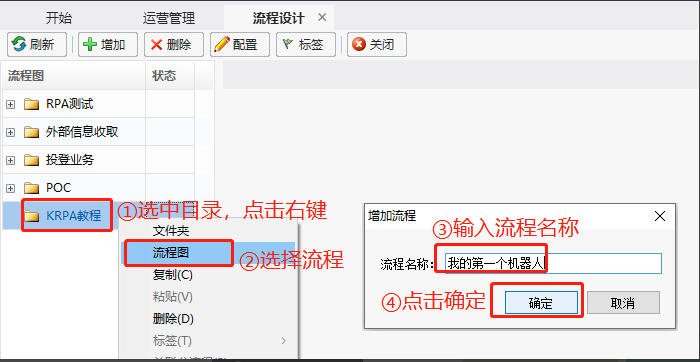 开始 运营管理 流程设计 ×
刷新 增加 删除 配置 标签 关闭
流程图 状态
RPA测试
外部信息收取
投登业务
POC
KRPA教程
①选中目录，点击右键
文件夹
流程图
②选择流程
复制(C)
粘贴(V)
删除(D)
标签(T)
增加流程
③输入流程名称
流程名称：
我的第一个机器人
④点击确定
确定 取消